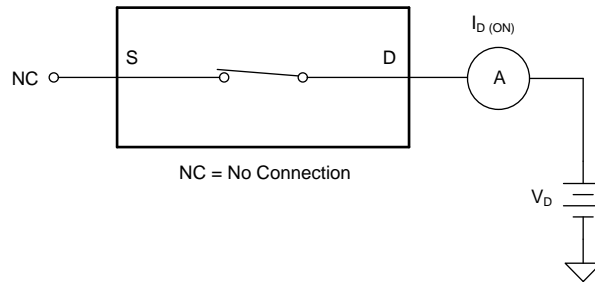 I_D (ON)
S
D
NC
A
NC = No Connection
V_D